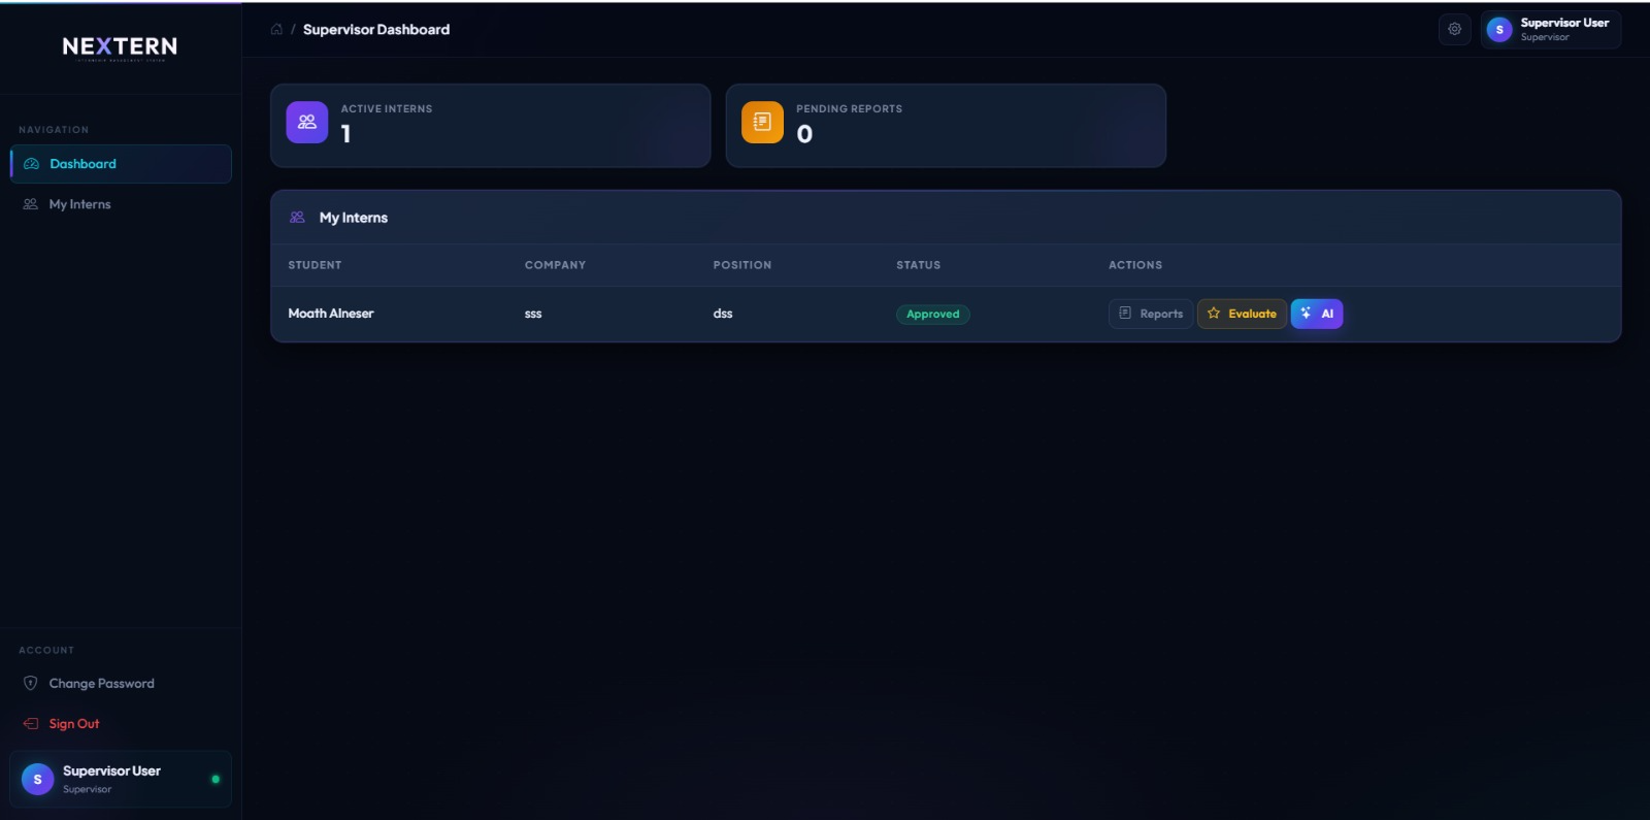 NEXTERN
Supervisor Dashboard
S
Supervisor User
Supervisor
NAVIGATION
Dashboard
My Interns
ACTIVE INTERNS
1
PENDING REPORTS
0
My Interns
STUDENT COMPANY POSITION STATUS ACTIONS
Moath Alneser sss dss Approved Reports Evaluate AI
ACCOUNT
Change Password
Sign Out
S
Supervisor User
Supervisor